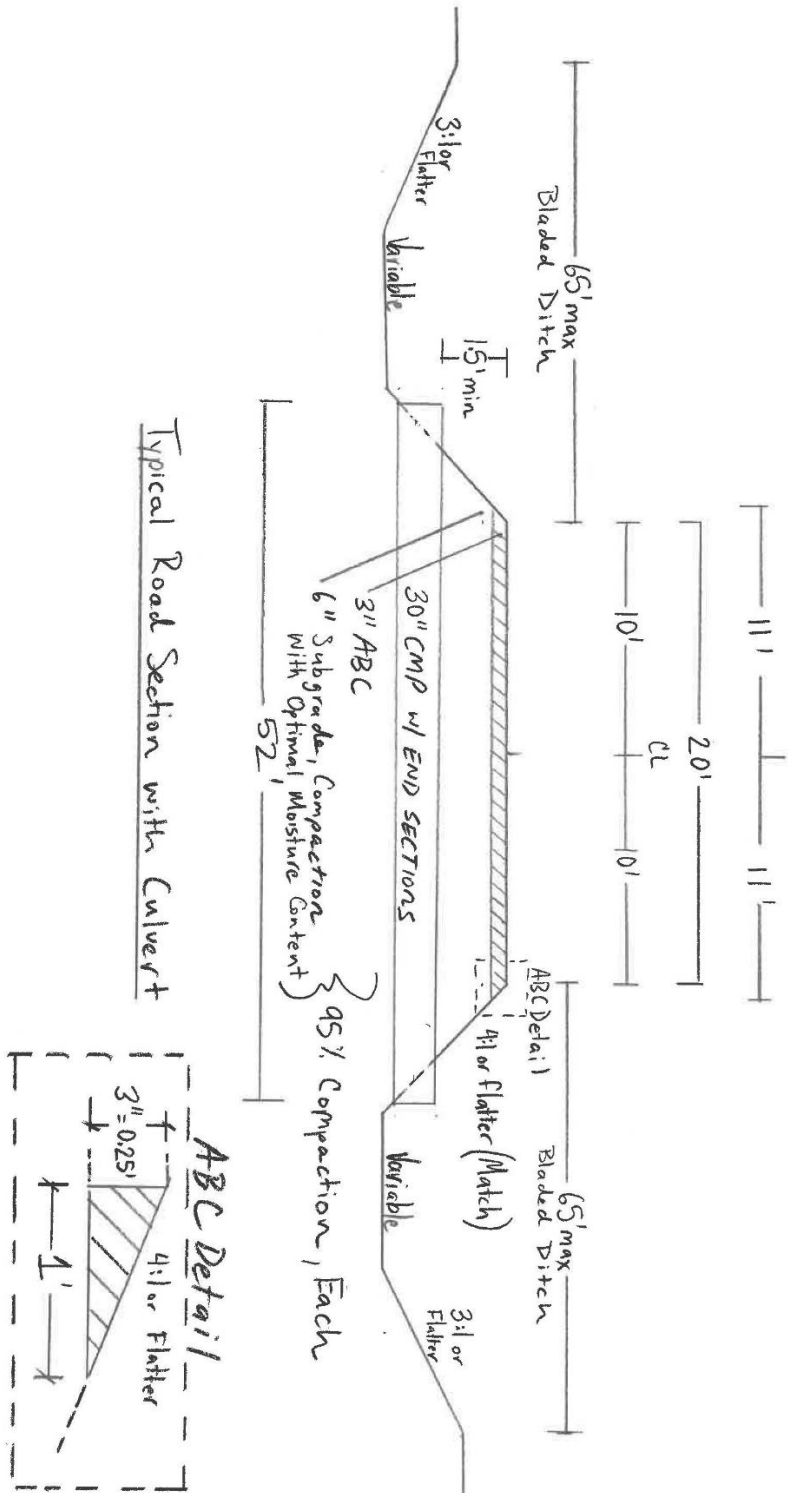 11'
11'
20'
10'
CL
10'
65' max
Bladed Ditch
65' max
Bladed Ditch
3:1 or
Flatter
Variable
1.5' min
ABC Detail
4:1 or flatter (Match)
Variable
3:1 or
Flatter
30" CMP w/ END SECTIONS
3" ABC
6" Subgrade, Compaction
with Optimal Moisture Content
} 95% Compaction, Each
52'
Typical Road Section with Culvert
ABC Detail
3" = 0.25'
4:1 or Flatter
1'